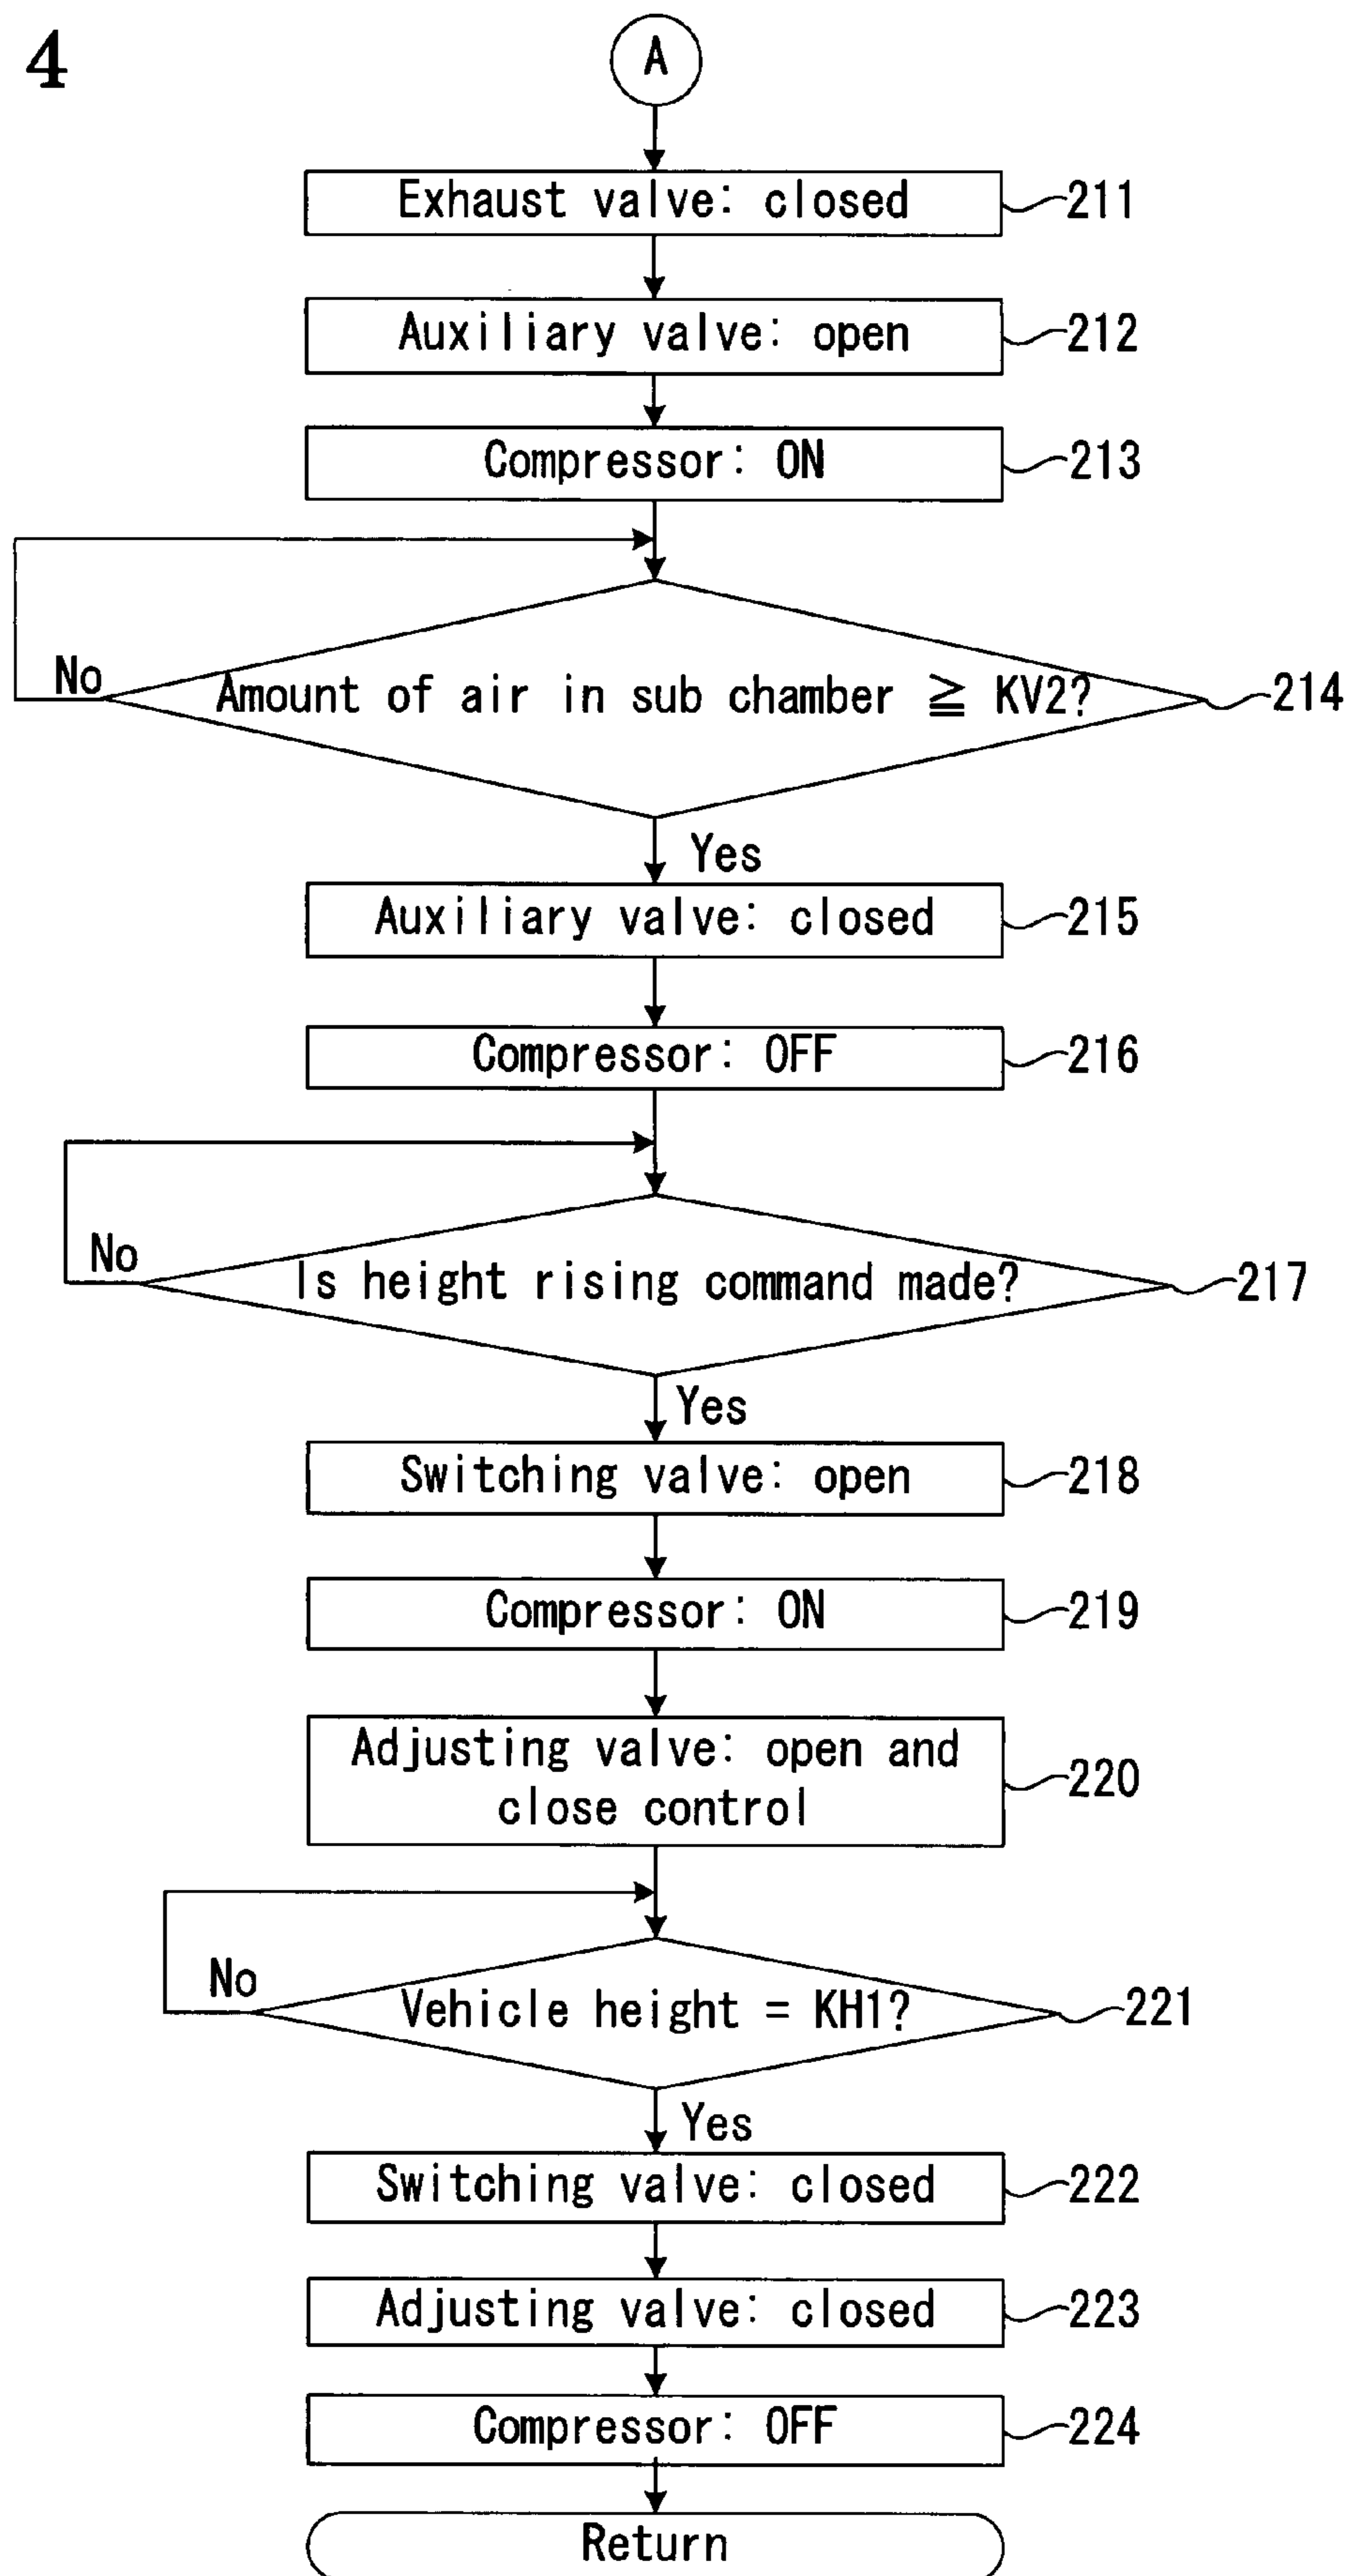 4
A
Exhaust valve: closed
211
Auxiliary valve: open
212
Compressor: ON
213
No
Amount of air in sub chamber ≧ KV2?
214
Yes
Auxiliary valve: closed
215
Compressor: OFF
216
No
Is height rising command made?
217
Yes
Switching valve: open
218
Compressor: ON
219
Adjusting valve: open and
close control
220
No
Vehicle height = KH1?
221
Yes
Switching valve: closed
222
Adjusting valve: closed
223
Compressor: OFF
224
Return